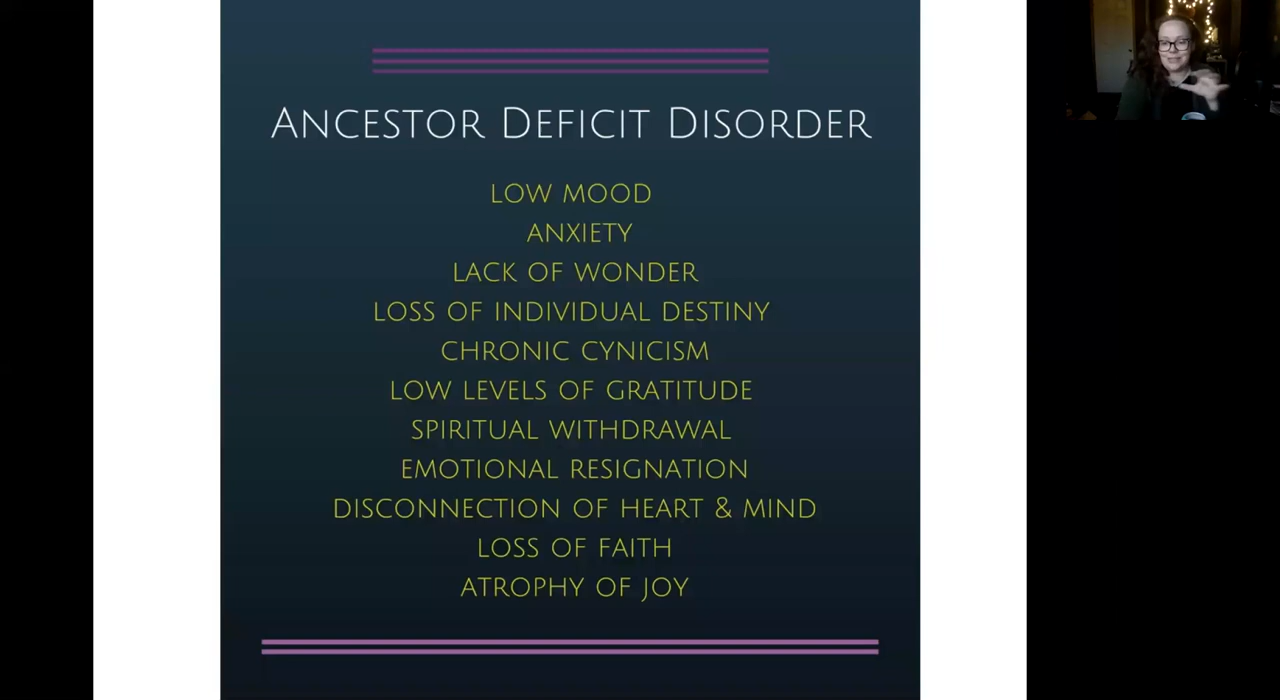 ANCESTOR DEFICIT DISORDER
LOW MOOD
ANXIETY
LACK OF WONDER
LOSS OF INDIVIDUAL DESTINY
CHRONIC CYNICISM
LOW LEVELS OF GRATITUDE
SPIRITUAL WITHDRAWAL
EMOTIONAL RESIGNATION
DISCONNECTION OF HEART & MIND
LOSS OF FAITH
ATROPHY OF JOY